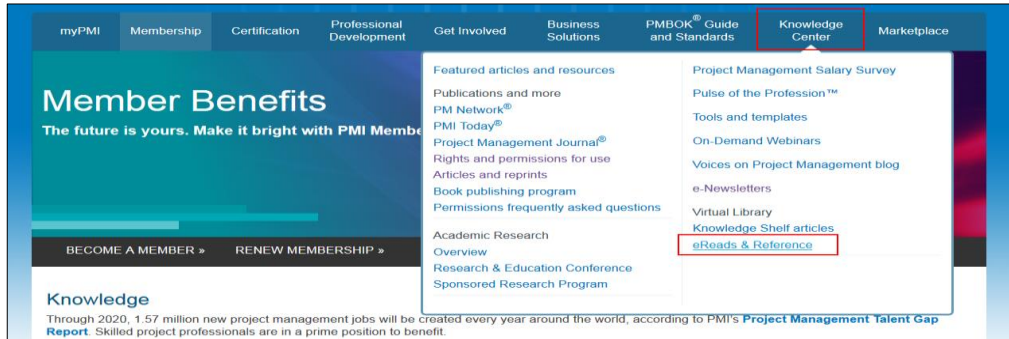 myPMI
Membership
Certification
Professional
Development
Get Involved
Business
Solutions
PMBOK® Guide
and Standards
Knowledge
Center
Marketplace
Member Benefits
The future is yours. Make it bright with PMI Membe
BECOME A MEMBER »
RENEW MEMBERSHIP »
Featured articles and resources
Publications and more
PM Network®
PMI Today®
Project Management Journal®
Rights and permissions for use
Articles and reprints
Book publishing program
Permissions frequently asked questions
Academic Research
Overview
Research & Education Conference
Sponsored Research Program
Project Management Salary Survey
Pulse of the Profession™
Tools and templates
On-Demand Webinars
Voices on Project Management blog
e-Newsletters
Virtual Library
Knowledge Shelf articles
eReads & Reference
Knowledge
Through 2020, 1.57 million new project management jobs will be created every year around the world, according to PMI's Project Management Talent Gap
Report. Skilled project professionals are in a prime position to benefit.